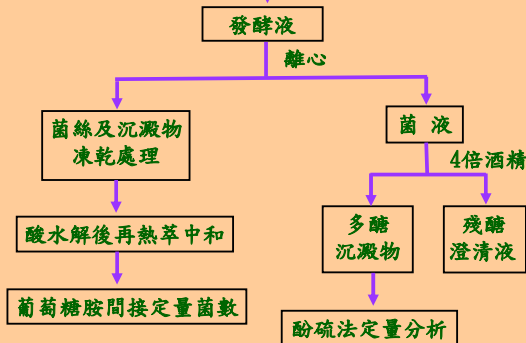 發酵液
離心
菌絲及沉澱物
凍乾處理
菌 液
4倍酒精
酸水解後再熱萃中和
多醣
沉澱物
殘醣
澄清液
葡萄糖胺間接定量菌數
酚硫法定量分析